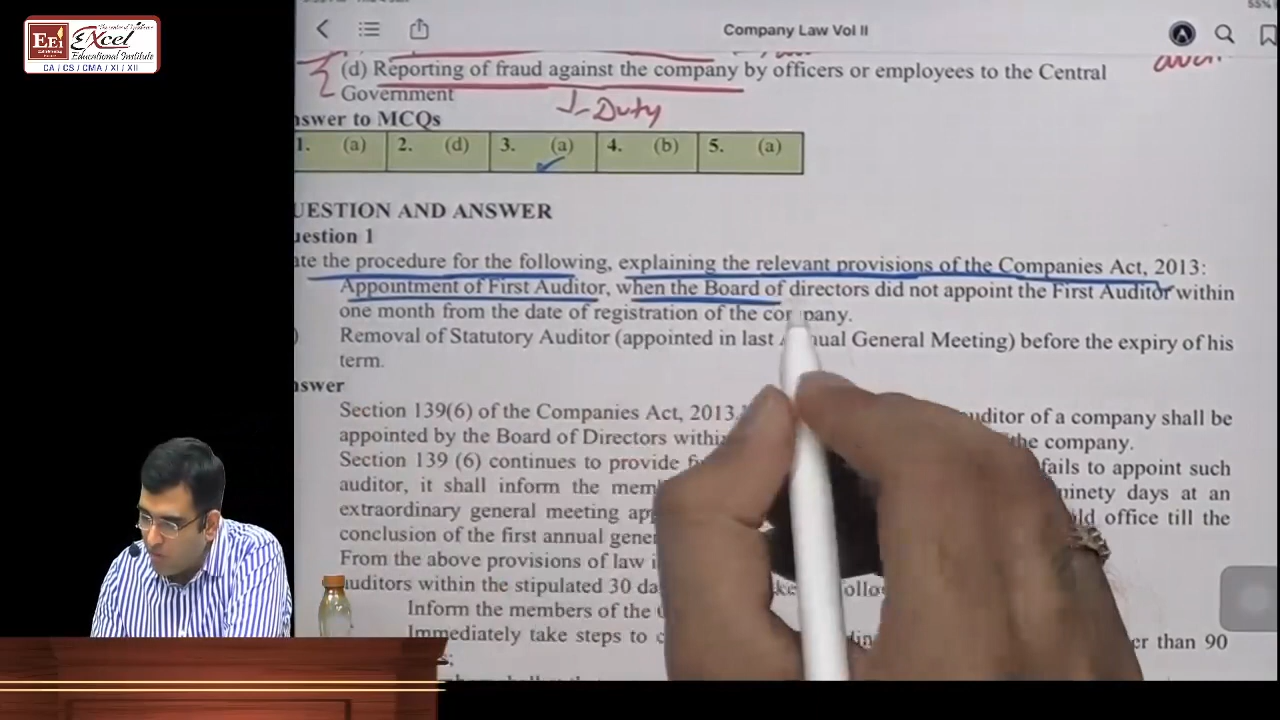 The center of Excellence
EEi
EXCEL
Educational Institute
CA / CS / CMA / XI / XII
55%
Company Law Vol II
(d) Reporting of fraud against the company by officers or employees to the Central
Government
Duty
nswer to MCQs
1. (a) 2. (d) 3. (a) 4. (b) 5. (a)
UESTION AND ANSWER
uestion 1
ate the procedure for the following, explaining the relevant provisions of the Companies Act, 2013:
Appointment of First Auditor, when the Board of directors did not appoint the First Auditor within
one month from the date of registration of the company.
) Removal of Statutory Auditor (appointed in last Annual General Meeting) before the expiry of his
term.
nswer
Section 139(6) of the Companies Act, 2013 uditor of a company shall be
appointed by the Board of Directors withi the company.
Section 139 (6) continues to provide fails to appoint such
auditor, it shall inform the mem ninety days at an
extraordinary general meeting ap ld office till the
conclusion of the first annual gene
From the above provisions of law i
auditors within the stipulated 30 da follo
Inform the members of the
Immediately take steps to er than 90